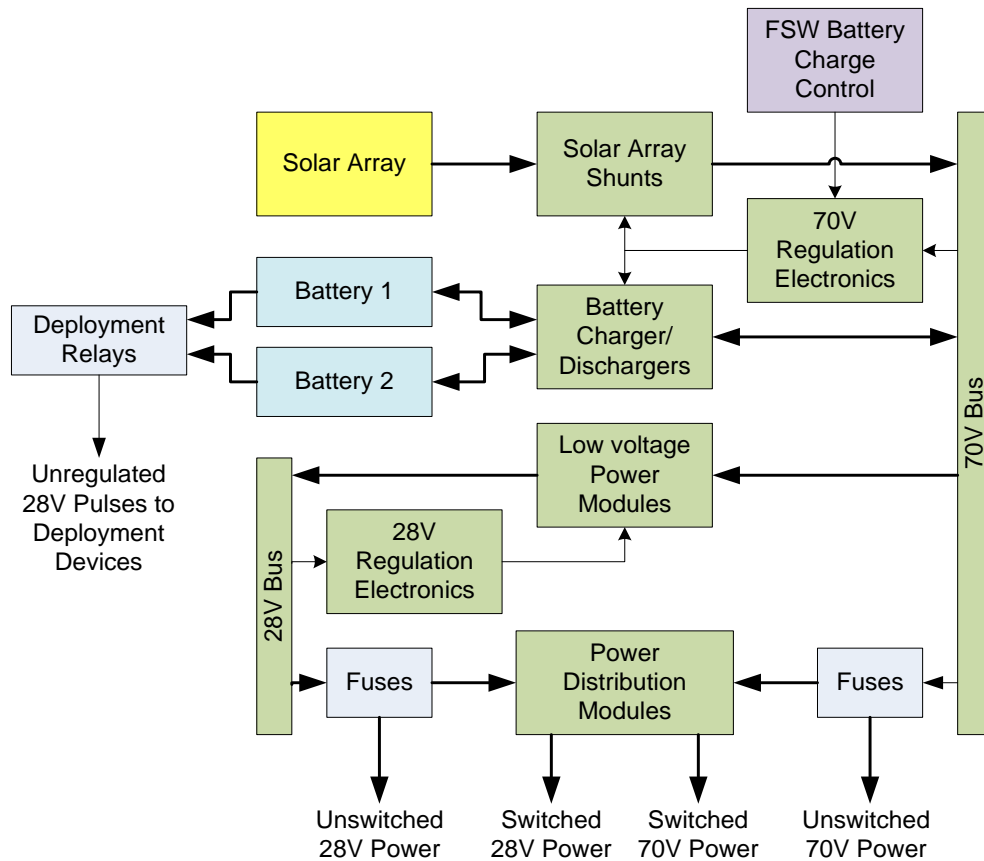 FSW Battery
Charge
Control
Solar Array
Solar Array
Shunts
70V
Regulation
Electronics
Battery 1
Battery
Charger/
Dischargers
Deployment
Relays
Battery 2
70V Bus
Low voltage
Power
Modules
Unregulated
28V Pulses to
Deployment
Devices
28V
Regulation
Electronics
28V Bus
Fuses
Power
Distribution
Modules
Fuses
Unswitched
28V Power
Switched
28V Power
Switched
70V Power
Unswitched
70V Power